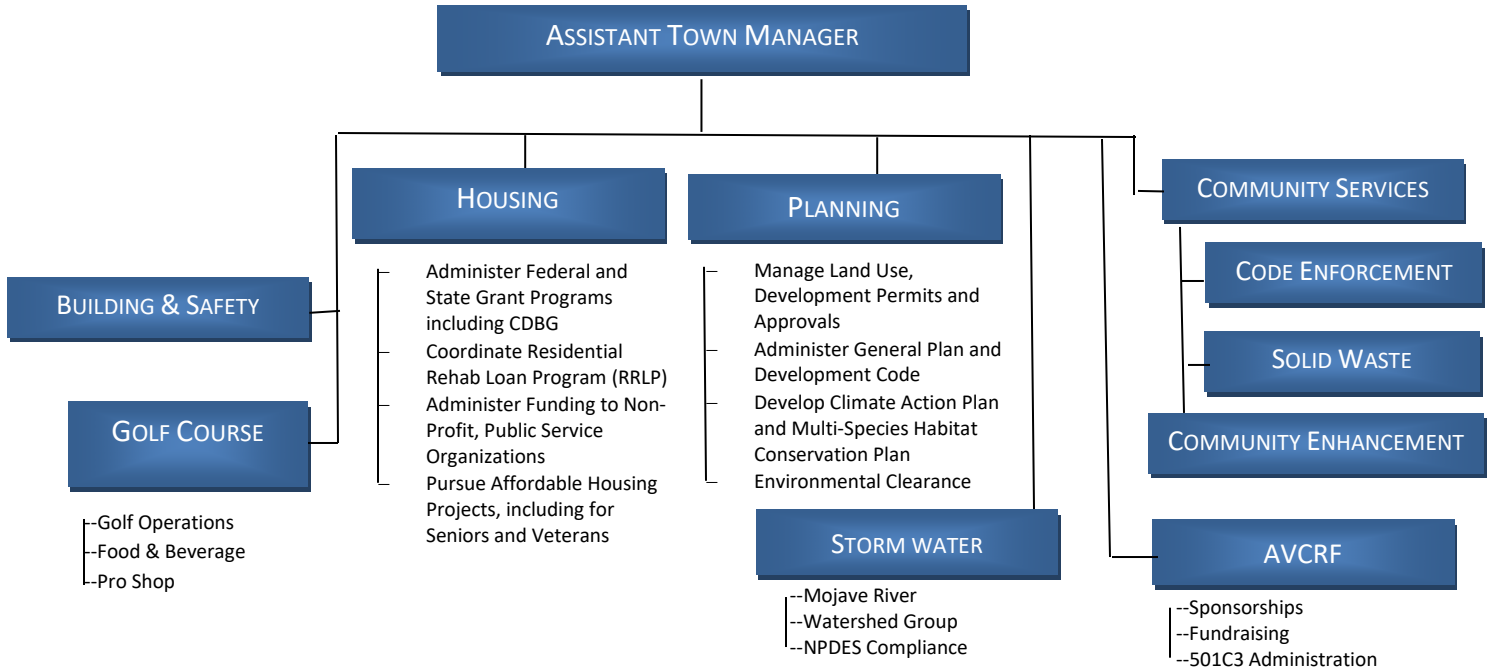 ASSISTANT TOWN MANAGER
HOUSING
Administer Federal and
State Grant Programs
including CDBG
Coordinate Residential
Rehab Loan Program (RRLP)
Administer Funding to Non-
Profit, Public Service
Organizations
Pursue Affordable Housing
Projects, including for
Seniors and Veterans
PLANNING
Manage Land Use,
Development Permits and
Approvals
Administer General Plan and
Development Code
Develop Climate Action Plan
and Multi-Species Habitat
Conservation Plan
Environmental Clearance
COMMUNITY SERVICES
CODE ENFORCEMENT
SOLID WASTE
COMMUNITY ENHANCEMENT
BUILDING & SAFETY
GOLF COURSE
--Golf Operations
--Food & Beverage
--Pro Shop
STORM WATER
--Mojave River
--Watershed Group
--NPDES Compliance
AVCRF
--Sponsorships
--Fundraising
--501C3 Administration